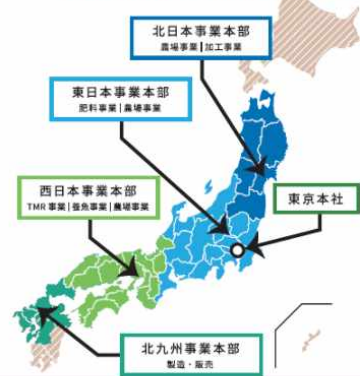 北日本事業本部
農場事業|加工事業
東日本事業本部
肥料事業|農場事業
西日本事業本部
TMR事業|養魚事業|農場事業
東京本社
北九州事業本部
製造・販売